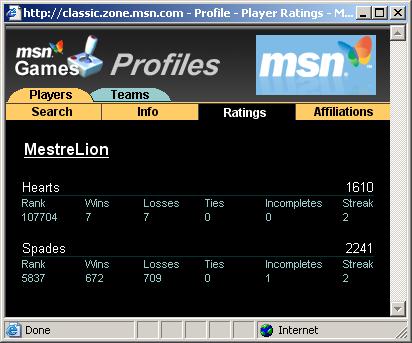 http://classic.zone.msn.com - Profile - Player Ratings - M...
msn
Games Profiles
msn
Players Teams
Search Info Ratings Affiliations
MestreLion
Hearts 1610
Rank Wins Losses Ties Incompletes Streak
107704 7 7 0 0 2
Spades 2241
Rank Wins Losses Ties Incompletes Streak
5837 672 709 0 1 2
Done Internet